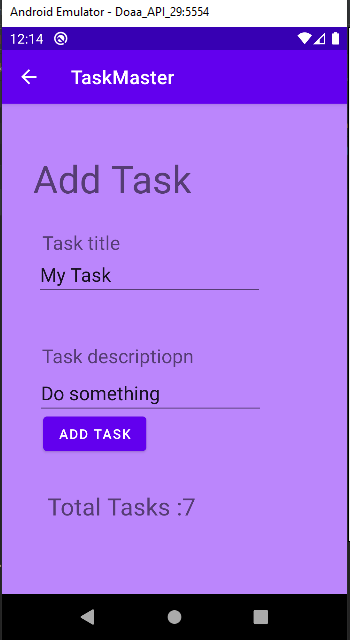 Android Emulator - Doaa_API_29:5554
12:14
TaskMaster
Add Task
Task title
My Task
Task descriptiopn
Do something
ADD TASK
Total Tasks :7